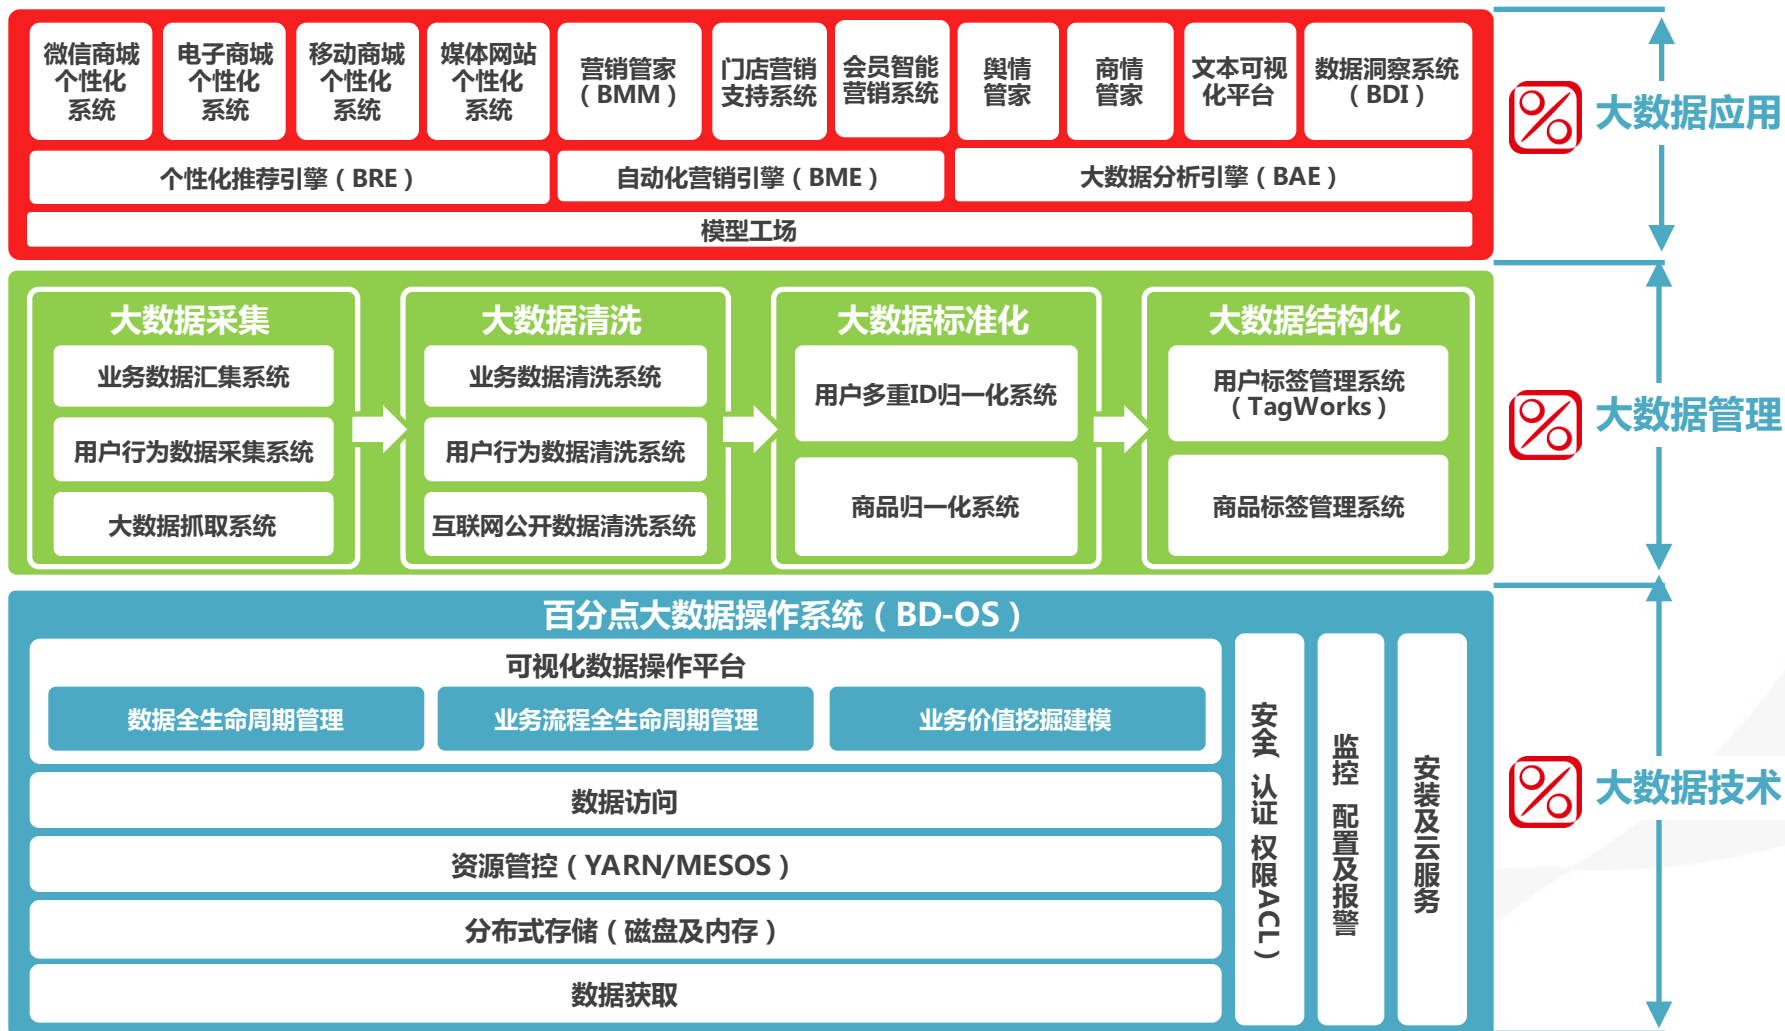 微信商城
个性化
系统
电子商城
个性化
系统
移动商城
个性化
系统
媒体网站
个性化
系统
营销管家
（BMM）
门店营销
支持系统
会员智能
营销系统
舆情
管家
商情
管家
文本可视
化平台
数据洞察系统
（BDI）
个性化推荐引擎（BRE）
自动化营销引擎（BME）
大数据分析引擎（BAE）
模型工场
大数据应用
大数据采集
业务数据汇集系统
用户行为数据采集系统
大数据抓取系统
大数据清洗
业务数据清洗系统
用户行为数据清洗系统
互联网公开数据清洗系统
大数据标准化
用户多重ID归一化系统
商品归一化系统
大数据结构化
用户标签管理系统
（TagWorks）
商品标签管理系统
大数据管理
百分点大数据操作系统（BD-OS）
可视化数据操作平台
数据全生命周期管理
业务流程全生命周期管理
业务价值挖掘建模
数据访问
资源管控（YARN/MESOS）
分布式存储（磁盘及内存）
数据获取
安全（认证 权限ACL）
监控 配置及报警
安装及云服务
大数据技术